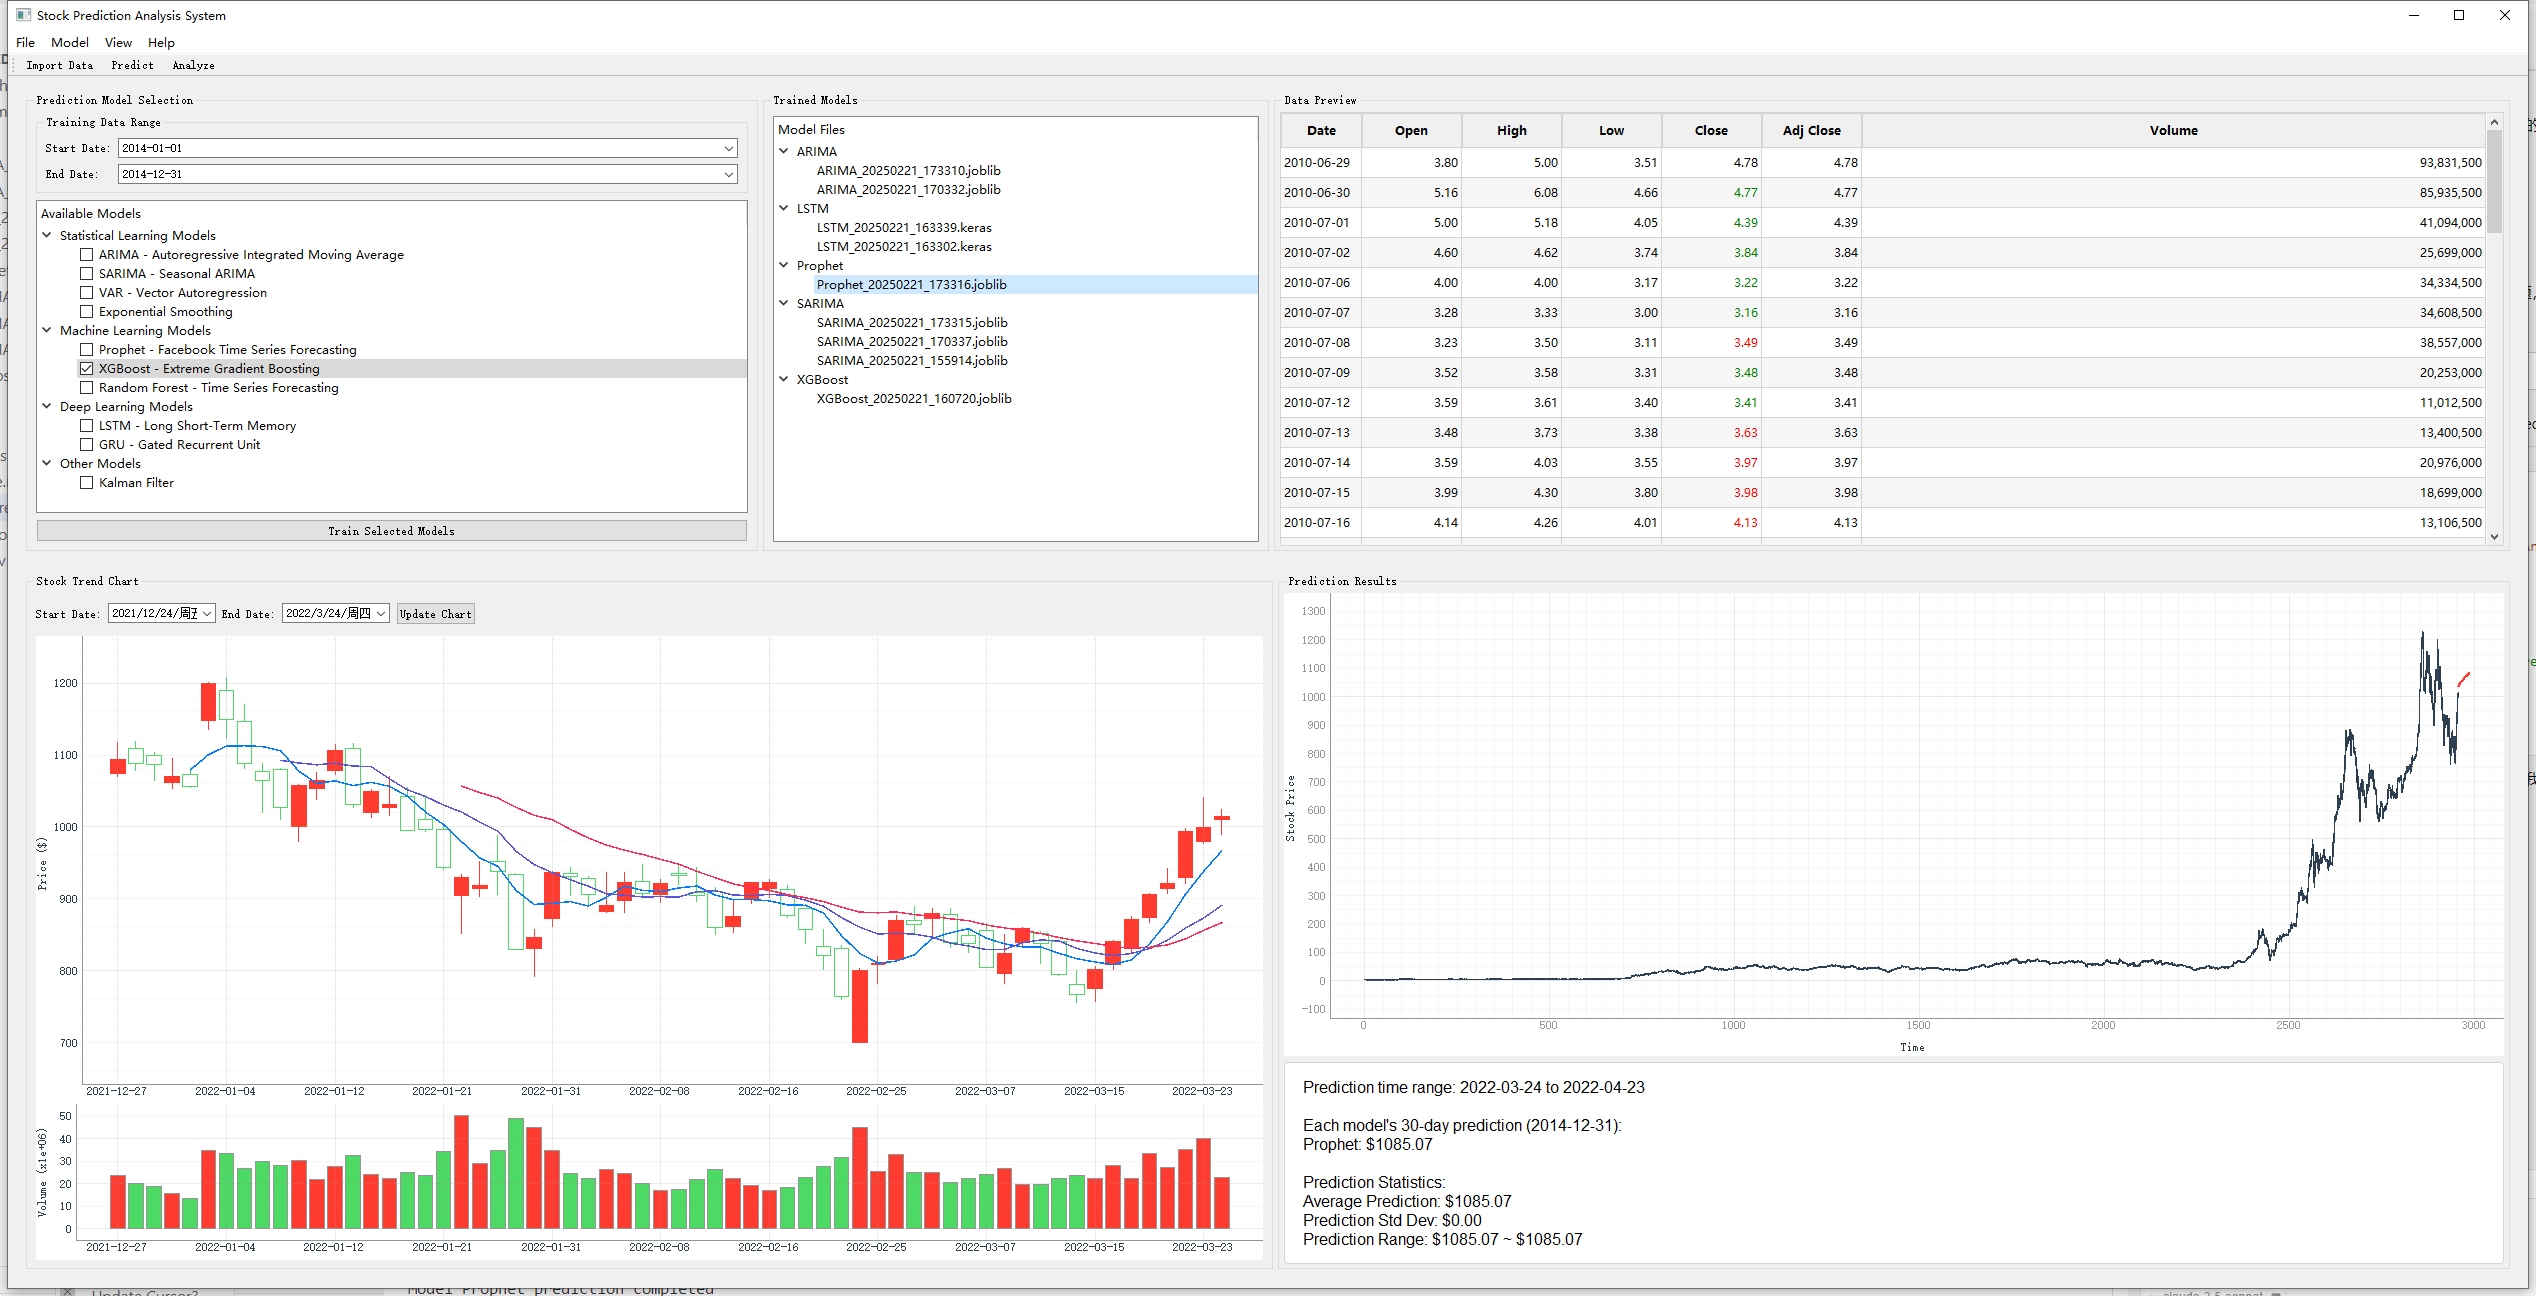 Stock Prediction Analysis System
File Model View Help
Import Data Predict Analyze
Prediction Model Selection
Training Data Range
Start Date: 2014-01-01
End Date: 2014-12-31
Available Models
Statistical Learning Models
ARIMA - Autoregressive Integrated Moving Average
SARIMA - Seasonal ARIMA
VAR - Vector Autoregression
Exponential Smoothing
Machine Learning Models
Prophet - Facebook Time Series Forecasting
XGBoost - Extreme Gradient Boosting
Random Forest - Time Series Forecasting
Deep Learning Models
LSTM - Long Short-Term Memory
GRU - Gated Recurrent Unit
Other Models
Kalman Filter
Train Selected Models
Trained Models
Model Files
ARIMA
ARIMA_20250221_173310.joblib
ARIMA_20250221_170332.joblib
LSTM
LSTM_20250221_163339.keras
LSTM_20250221_163302.keras
Prophet
Prophet_20250221_173316.joblib
SARIMA
SARIMA_20250221_173315.joblib
SARIMA_20250221_170337.joblib
SARIMA_20250221_155914.joblib
XGBoost
XGBoost_20250221_160720.joblib
Data Preview
Date Open High Low Close Adj Close Volume
2010-06-29 3.80 5.00 3.51 4.78 4.78 93,831,500
2010-06-30 5.16 6.08 4.66 4.77 4.77 85,935,500
2010-07-01 5.00 5.18 4.05 4.39 4.39 41,094,000
2010-07-02 4.60 4.62 3.74 3.84 3.84 25,699,000
2010-07-06 4.00 4.00 3.17 3.22 3.22 34,334,500
2010-07-07 3.28 3.33 3.00 3.16 3.16 34,608,500
2010-07-08 3.23 3.50 3.11 3.49 3.49 38,557,000
2010-07-09 3.52 3.58 3.31 3.48 3.48 20,253,000
2010-07-12 3.59 3.61 3.40 3.41 3.41 11,012,500
2010-07-13 3.48 3.73 3.38 3.63 3.63 13,400,500
2010-07-14 3.59 4.03 3.55 3.97 3.97 20,976,000
2010-07-15 3.99 4.30 3.80 3.98 3.98 18,699,000
2010-07-16 4.14 4.26 4.01 4.13 4.13 13,106,500
Stock Trend Chart
Start Date: 2021/12/24/周五 End Date: 2022/3/24/周四 Update Chart
Price ($)
1200
1100
1000
900
800
700
2021-12-27 2022-01-04 2022-01-12 2022-01-21 2022-01-31 2022-02-08 2022-02-16 2022-02-25 2022-03-07 2022-03-15 2022-03-23
Volume (x1e+06)
50
40
30
20
10
0
2021-12-27 2022-01-04 2022-01-12 2022-01-21 2022-01-31 2022-02-08 2022-02-16 2022-02-25 2022-03-07 2022-03-15 2022-03-23
Prediction Results
Stock Price
1300
1200
1100
1000
900
800
700
600
500
400
300
200
100
0
-100
0 500 1000 1500 2000 2500 3000
Time
Prediction time range: 2022-03-24 to 2022-04-23
Each model's 30-day prediction (2014-12-31):
Prophet: $1085.07
Prediction Statistics:
Average Prediction: $1085.07
Prediction Std Dev: $0.00
Prediction Range: $1085.07 ~ $1085.07
Model Prophet prediction completed